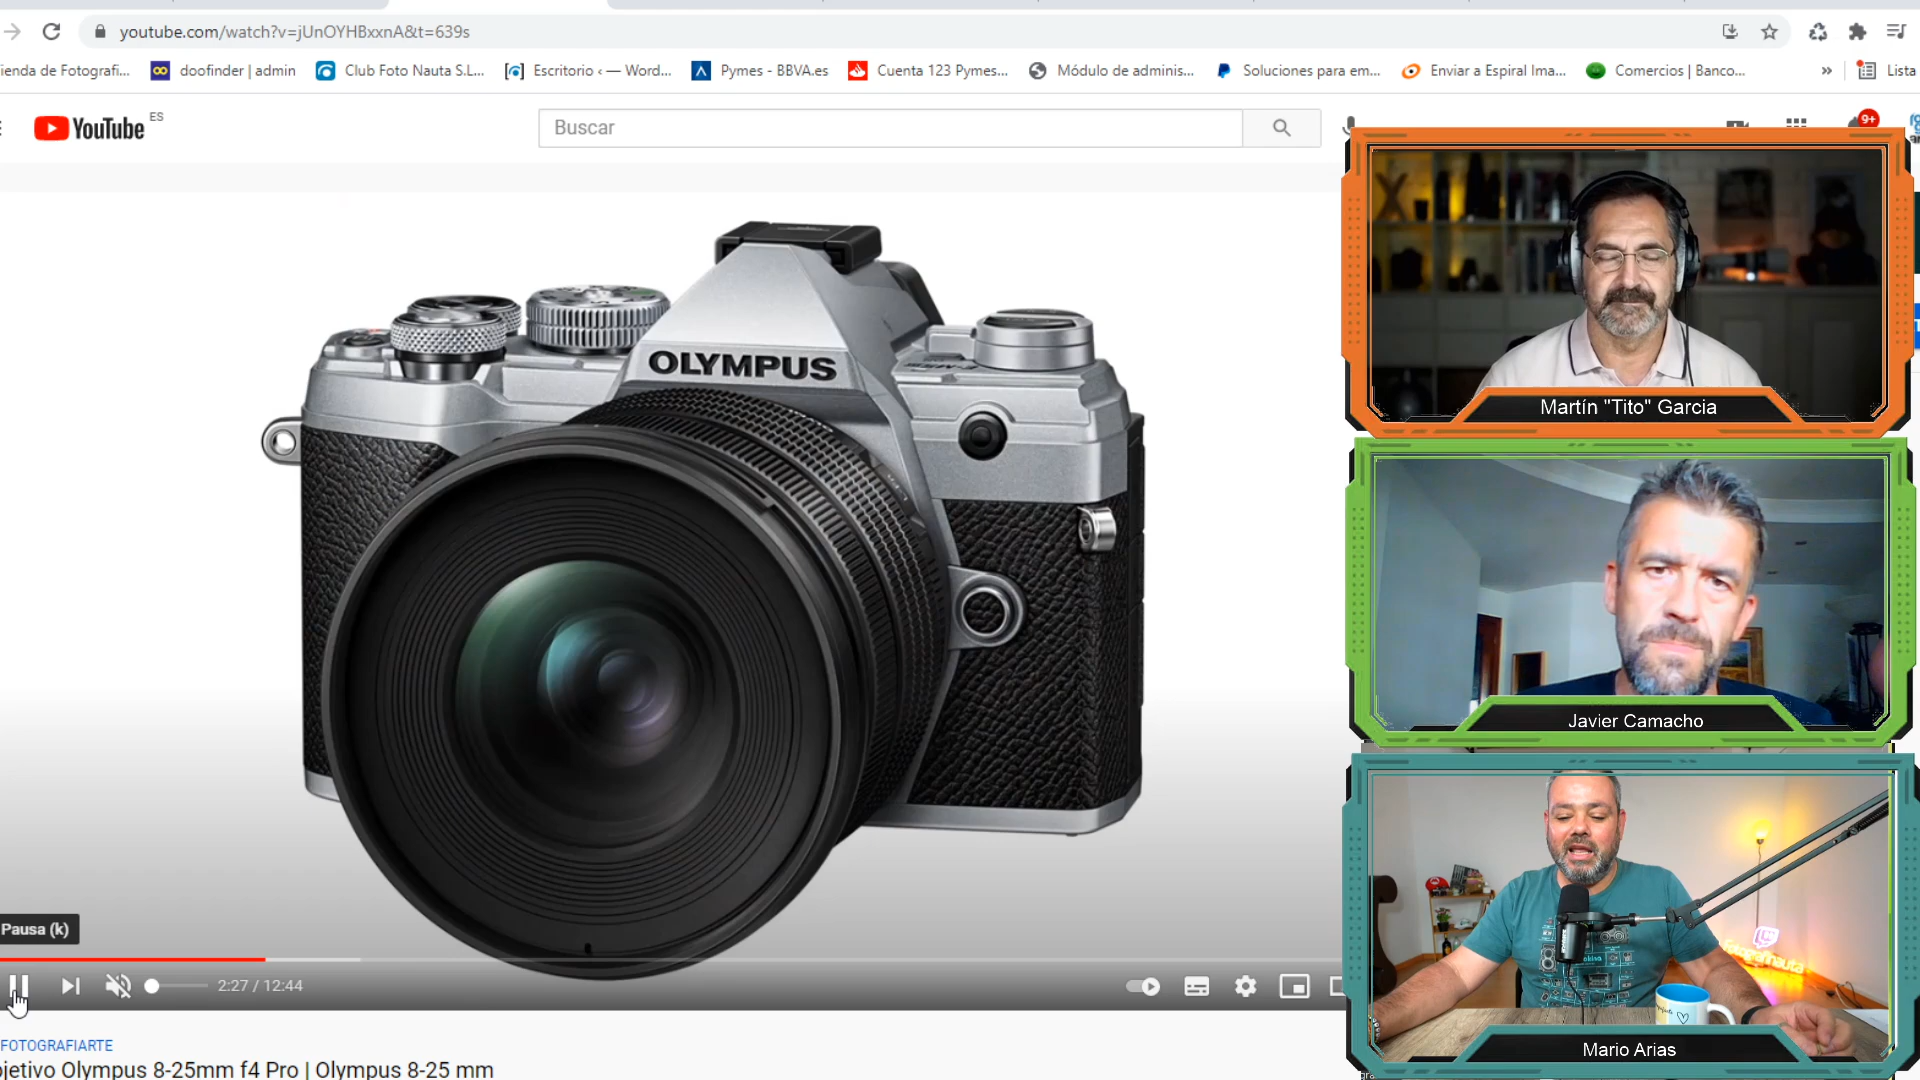 youtube.com/watch?v=jUnOYHBxxnA&t=639s
ienda de Fotografi... doofinder | admin Club Foto Nauta S.L... Escritorio ‹ — Word... Pymes - BBVA.es Cuenta 123 Pymes... Módulo de adminis... Soluciones para em... Enviar a Espiral Ima... Comercios | Banco... » Lista
YouTube ES
Buscar
9+
OLYMPUS
Martín "Tito" Garcia
Javier Camacho
Fotografinauta
Mario Arias
Pausa (k)
2:27 / 12:44
FOTOGRAFIARTE
jetivo Olympus 8-25mm f4 Pro | Olympus 8-25 mm